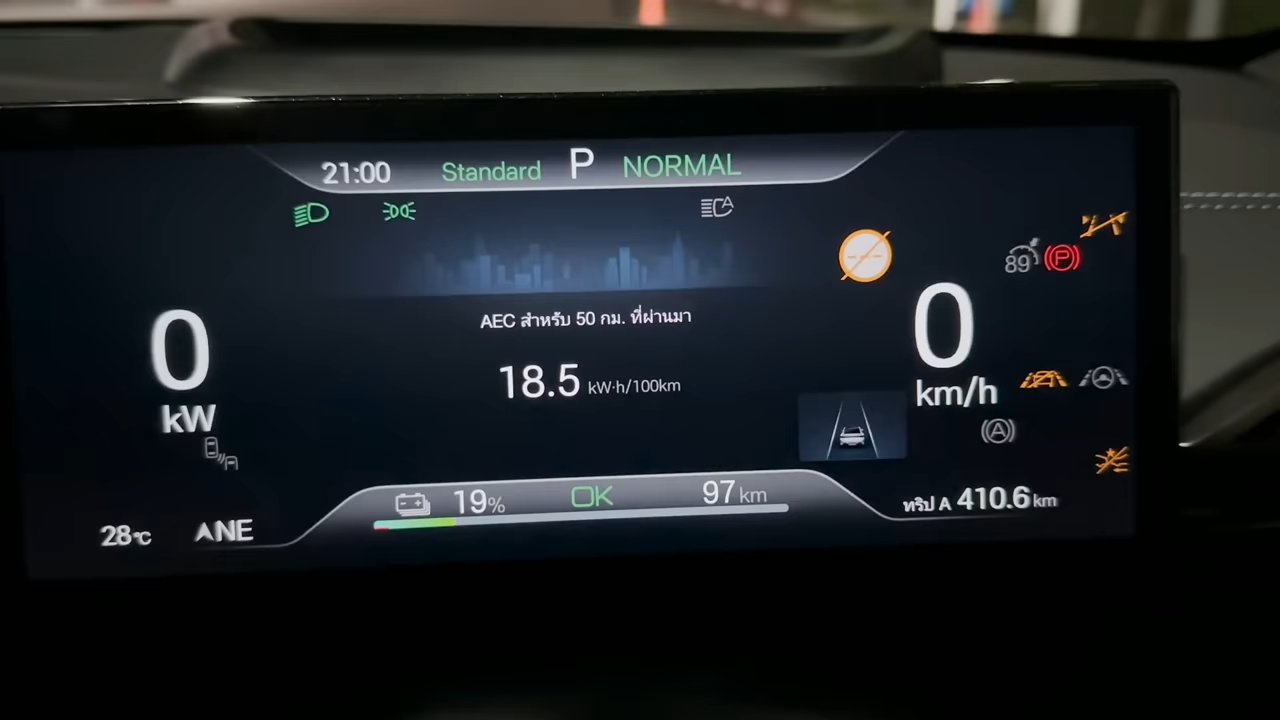 21:00 Standard P NORMAL
A
89 P
AEC สำหรับ 50 กม. ที่ผ่านมา
0 kW
18.5 kW·h/100km
0 km/h
A
19% OK 97 km
28°C ANE
ทริป A 410.6 km